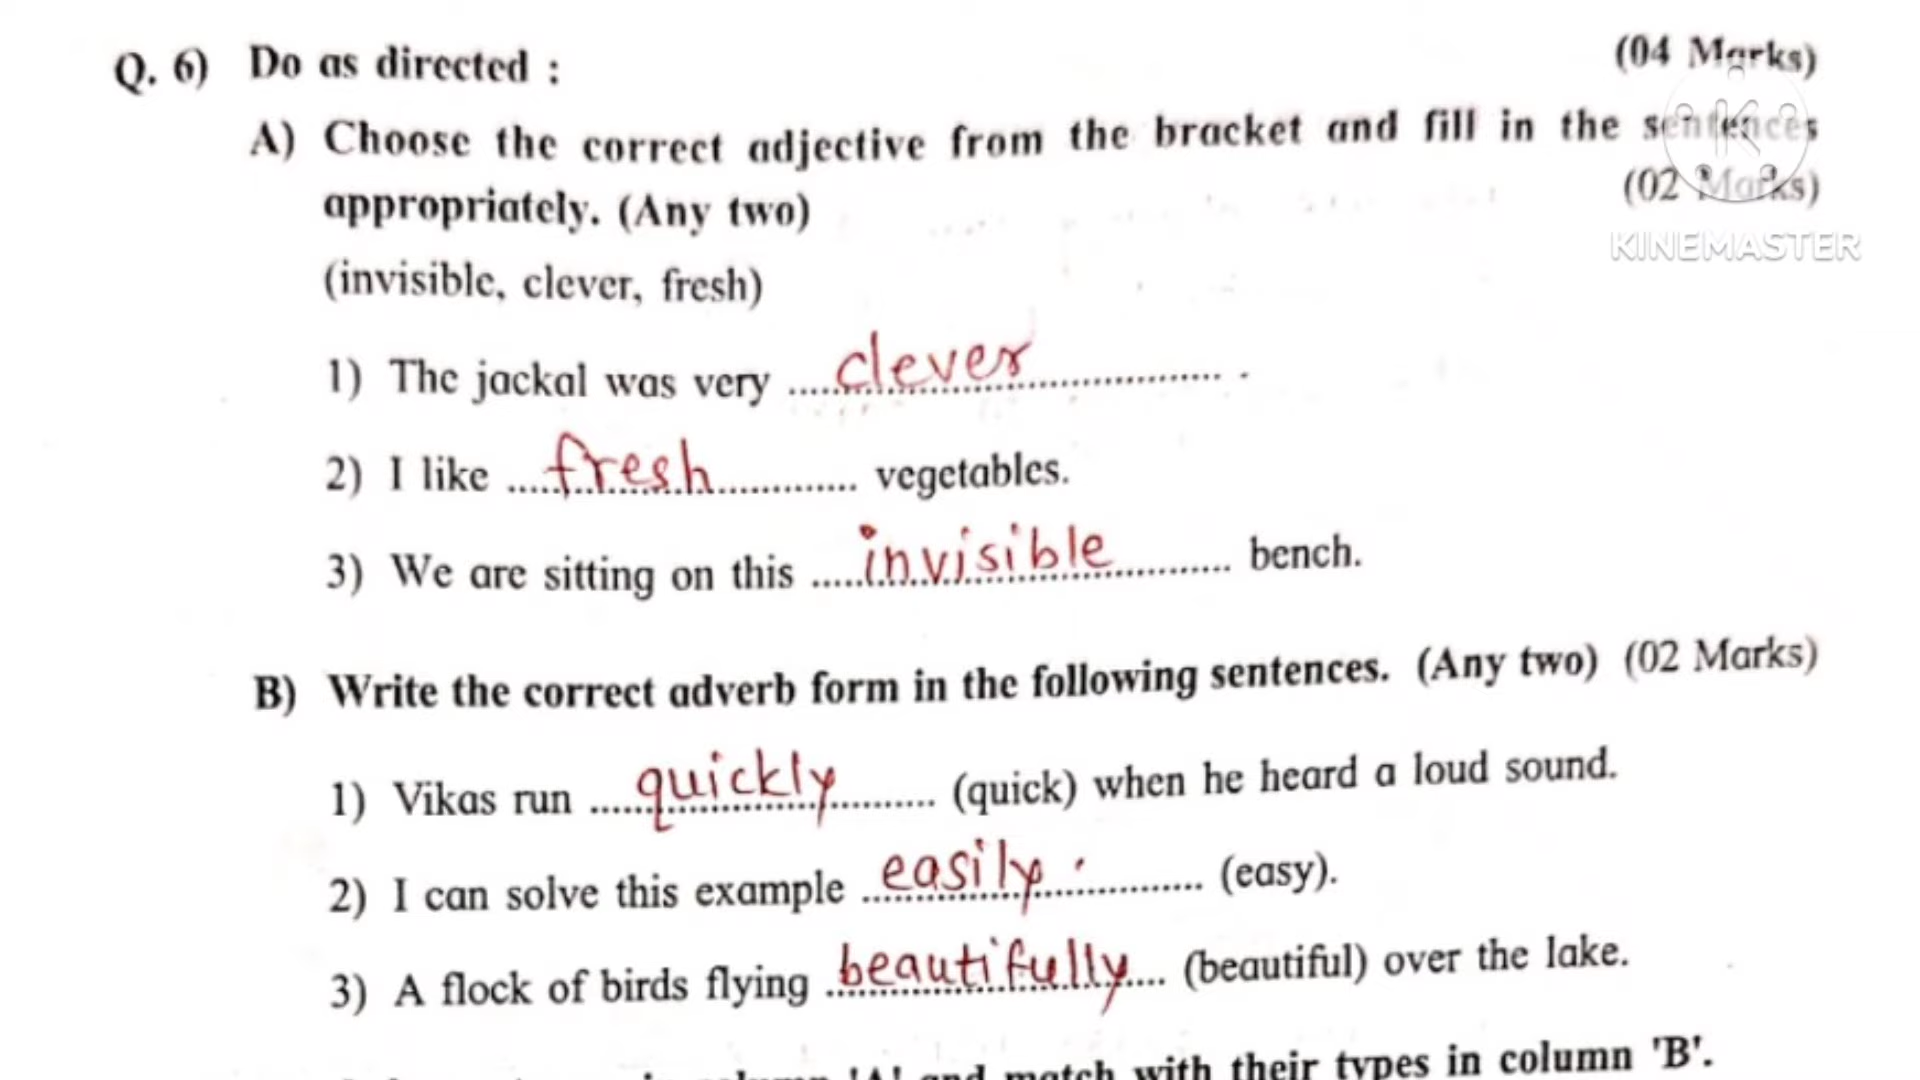 Q. 6) Do as directed : (04 Marks)
A) Choose the correct adjective from the bracket and fill in the sentences
appropriately. (Any two) (02 Marks)
KINEMASTER
(invisible, clever, fresh)
1) The jackal was very .....clever..................... .
2) I like .....fresh.............. vegetables.
3) We are sitting on this .....invisible............ bench.
B) Write the correct adverb form in the following sentences. (Any two) (02 Marks)
1) Vikas run .....quickly.......... (quick) when he heard a loud sound.
2) I can solve this example ..easily............... (easy).
3) A flock of birds flying beautifully.... (beautiful) over the lake.
in column 'A' and match with their types in column 'B'.